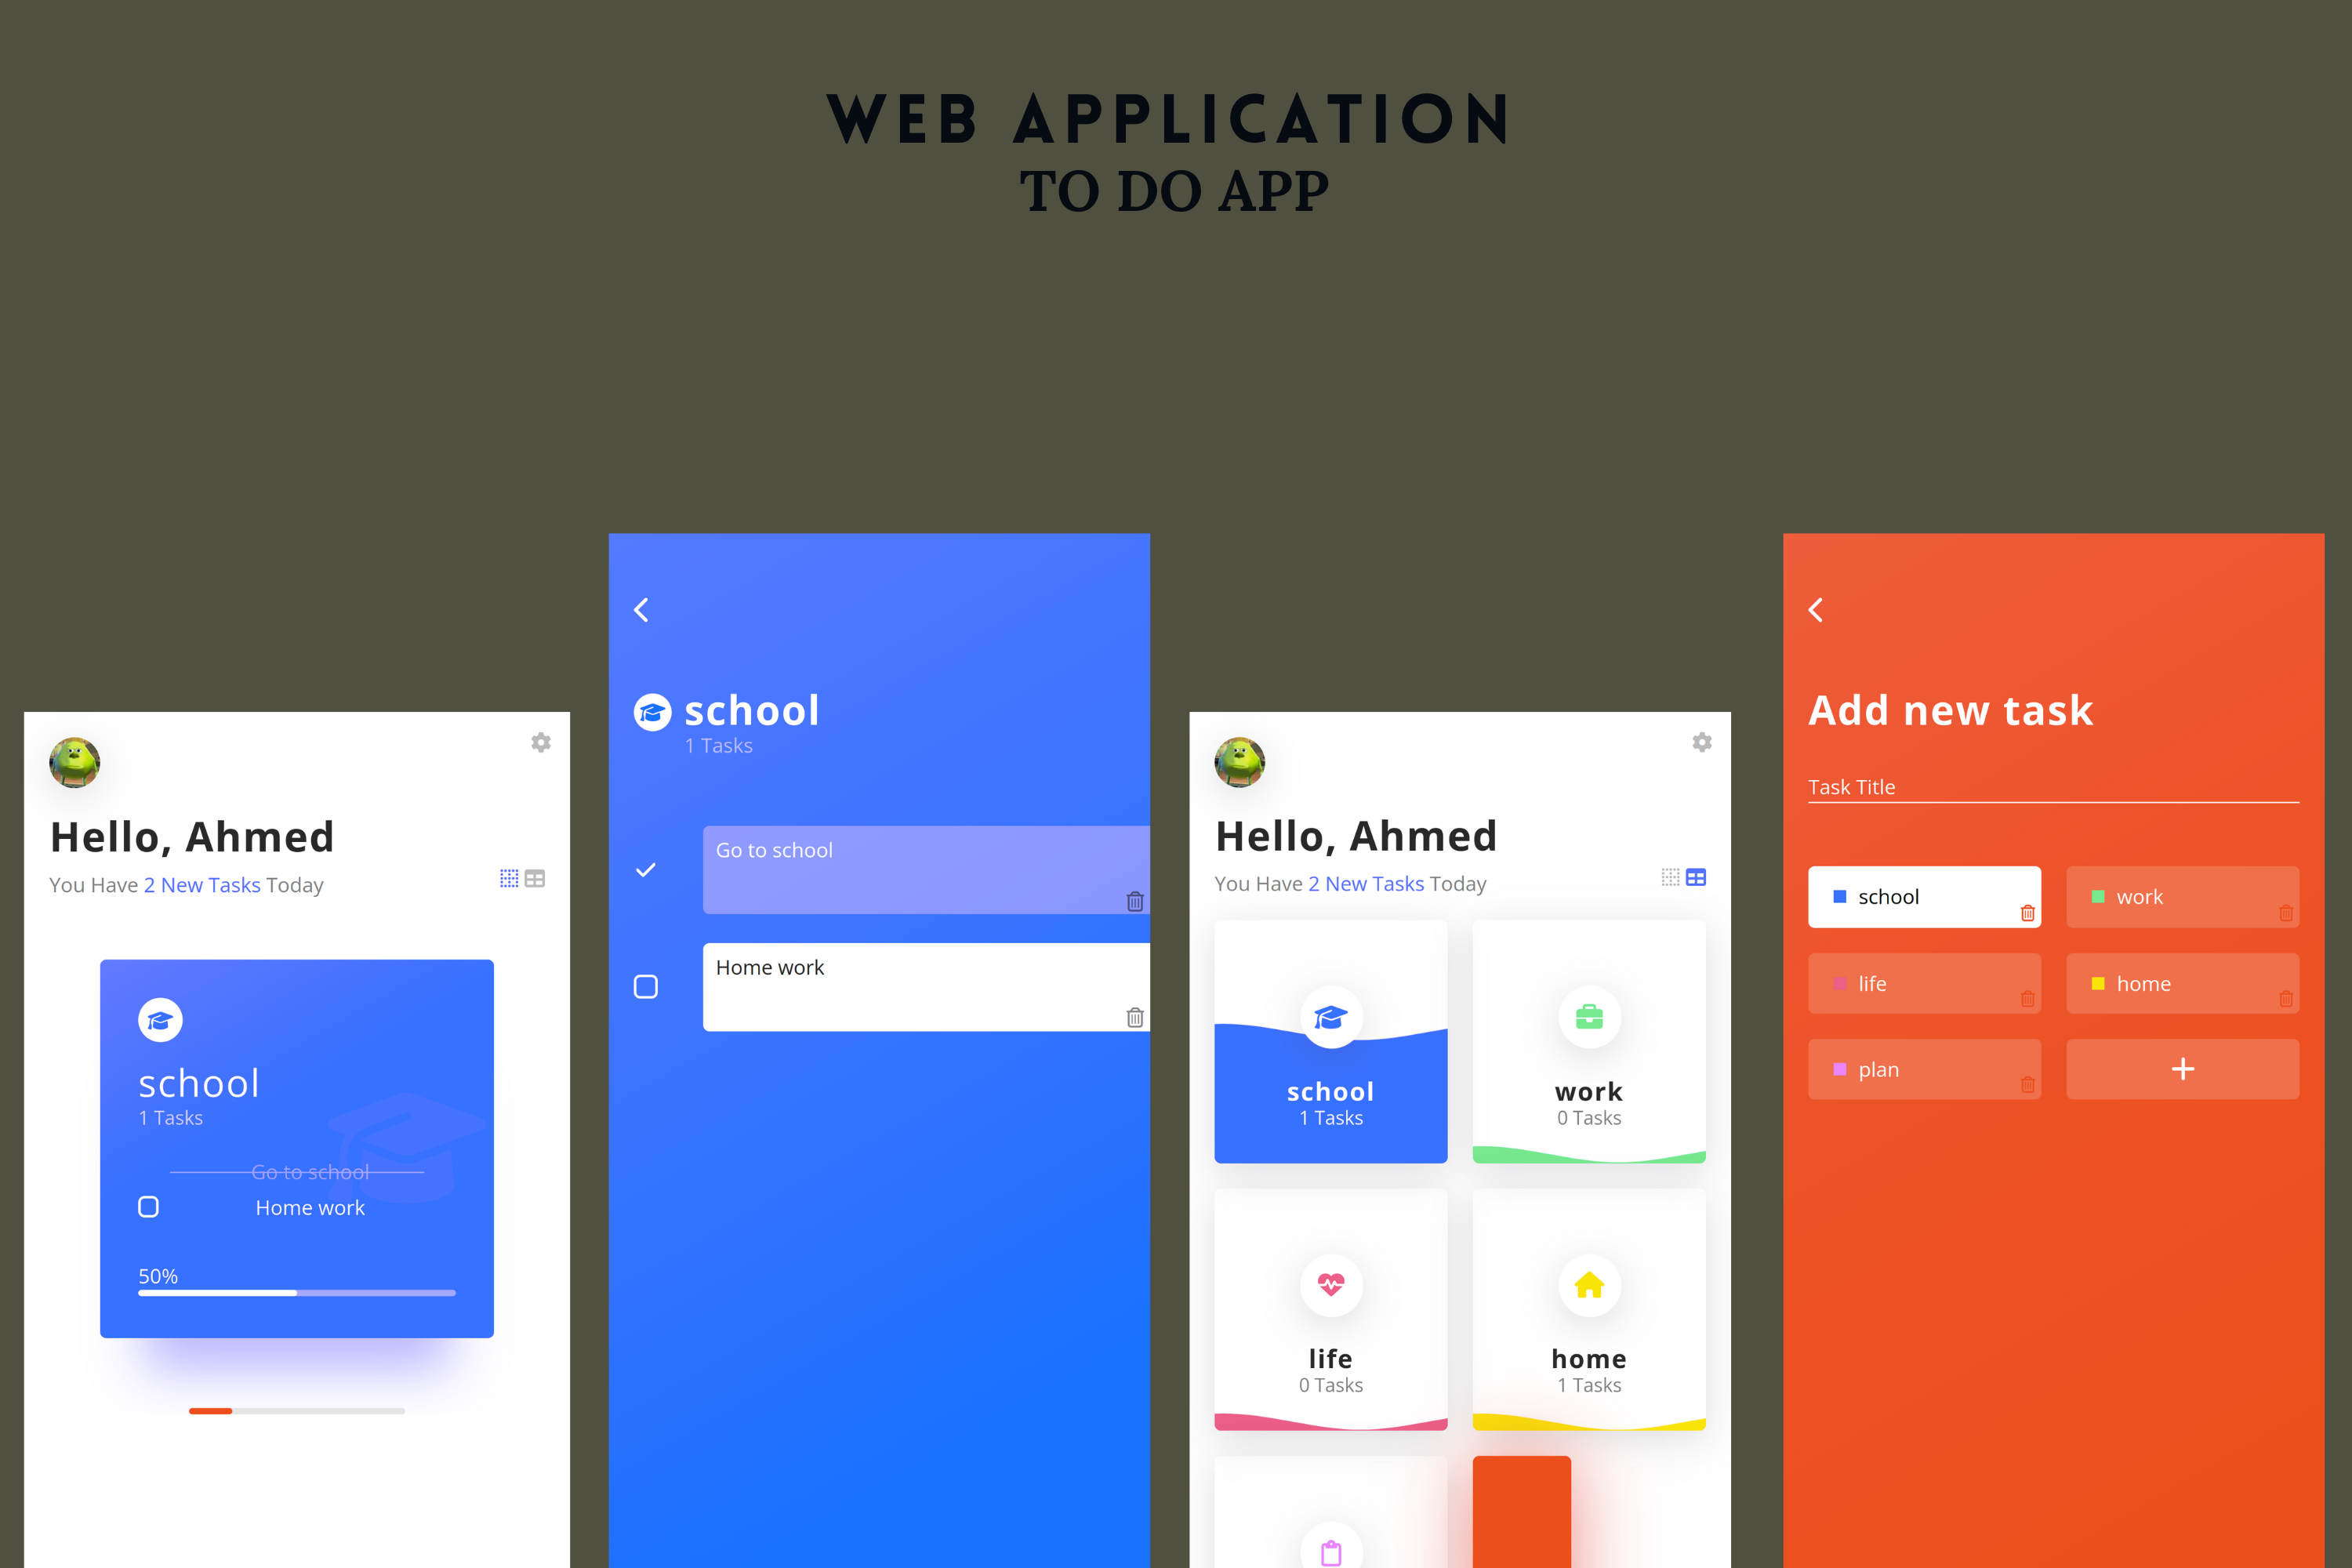 WEB APPLICATION
TO DO APP
Hello, Ahmed
You Have 2 New Tasks Today
school
1 Tasks
Go to school
Home work
50%
school
1 Tasks
Go to school
Home work
Hello, Ahmed
You Have 2 New Tasks Today
school
1 Tasks
work
0 Tasks
life
0 Tasks
home
1 Tasks
Add new task
Task Title
school
work
life
home
plan